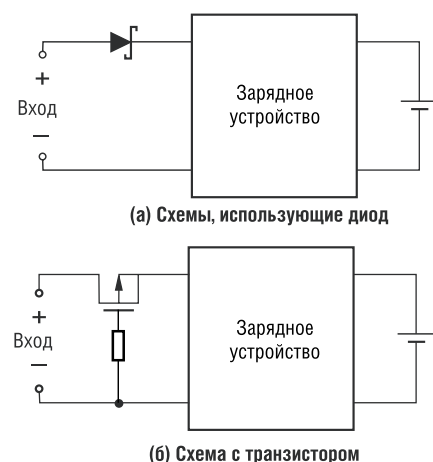 +
Вход
−
Зарядное
устройство
(а) Схемы, использующие диод
+
Вход
−
Зарядное
устройство
(б) Схема с транзистором